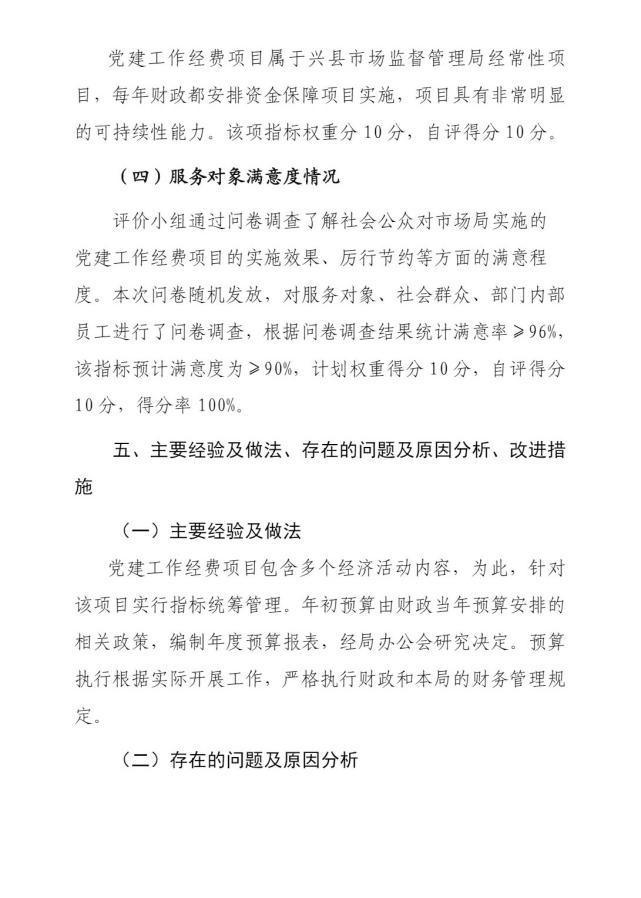 党建工作经费项目属于兴县市场监督管理局经常性项
目，每年财政都安排资金保障项目实施，项目具有非常明显
的可持续性能力。该项指标权重分 10 分，自评得分 10 分。
（四）服务对象满意度情况
评价小组通过问卷调查了解社会公众对市场局实施的
党建工作经费项目的实施效果、厉行节约等方面的满意程
度。本次问卷随机发放，对服务对象、社会群众、部门内部
员工进行了问卷调查，根据问卷调查结果统计满意率≥96%，
该指标预计满意度为≥90%，计划权重得分 10 分，自评得分
10 分，得分率 100%。
五、主要经验及做法、存在的问题及原因分析、改进措
施
（一）主要经验及做法
党建工作经费项目包含多个经济活动内容，为此，针对
该项目实行指标统筹管理。年初预算由财政当年预算安排的
相关政策，编制年度预算报表，经局办公会研究决定。预算
执行根据实际开展工作，严格执行财政和本局的财务管理规
定。
（二）存在的问题及原因分析